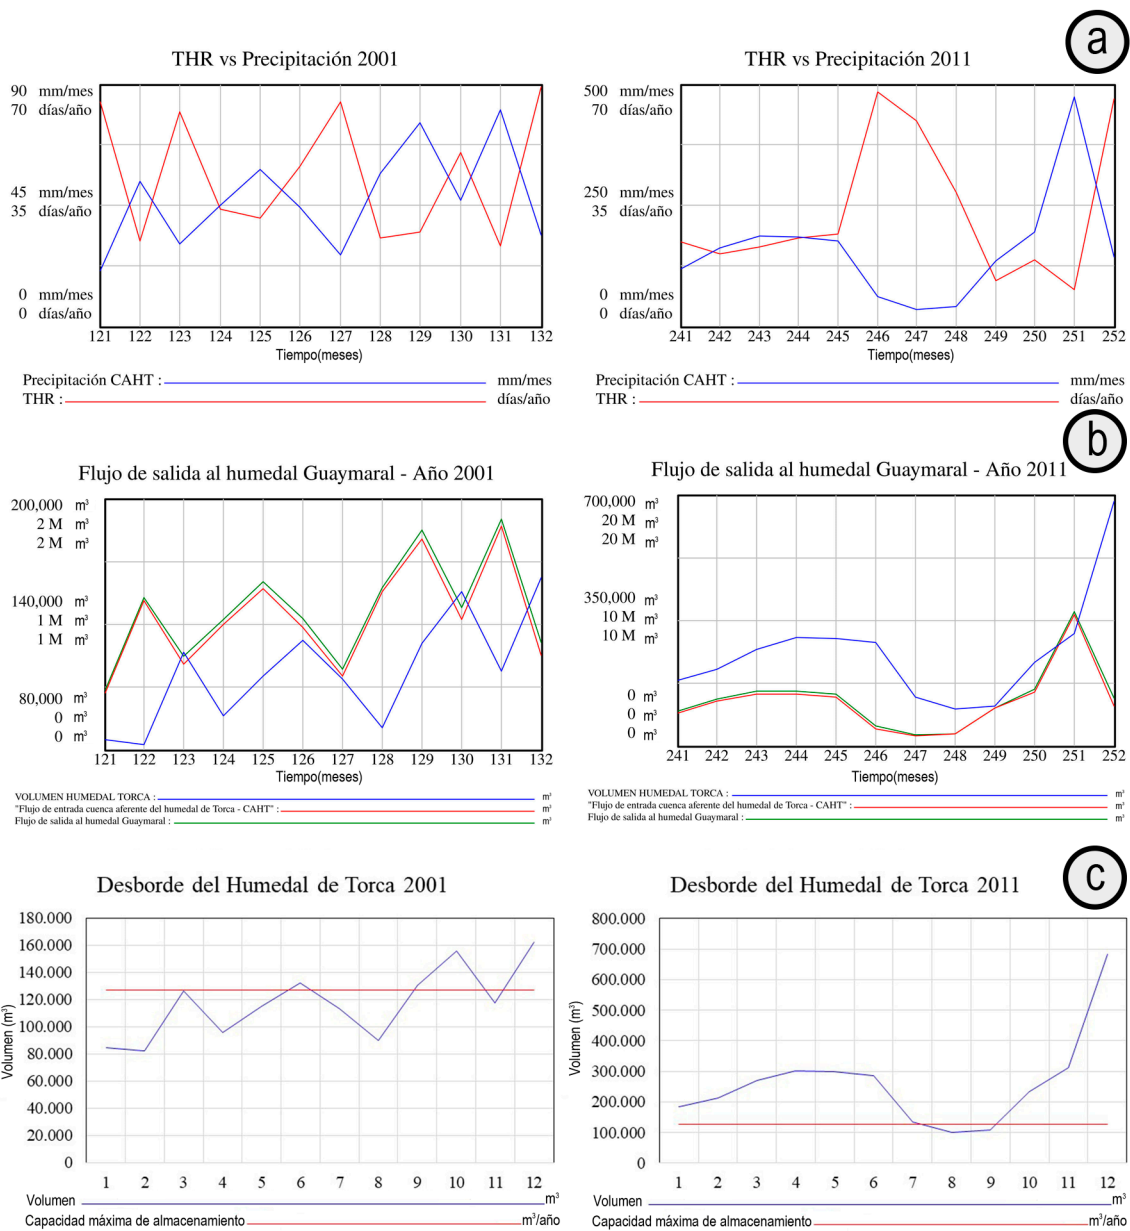 a
THR vs Precipitación 2001
90 mm/mes
70 días/año
45 mm/mes
35 días/año
0 mm/mes
0 días/año
121 122 123 124 125 126 127 128 129 130 131 132
Tiempo(meses)
Precipitación CAHT : mm/mes
THR : días/año
THR vs Precipitación 2011
500 mm/mes
70 días/año
250 mm/mes
35 días/año
0 mm/mes
0 días/año
241 242 243 244 245 246 247 248 249 250 251 252
Tiempo(meses)
Precipitación CAHT : mm/mes
THR : días/año
b
Flujo de salida al humedal Guaymaral - Año 2001
200,000 m³
2 M m³
2 M m³
140,000 m³
1 M m³
1 M m³
80,000 m³
0 m³
0 m³
121 122 123 124 125 126 127 128 129 130 131 132
Tiempo(meses)
VOLUMEN HUMEDAL TORCA : m³
"Flujo de entrada cuenca aferente del humedal de Torca - CAHT" : m³
Flujo de salida al humedal Guaymaral : m³
Flujo de salida al humedal Guaymaral - Año 2011
700,000 m³
20 M m³
20 M m³
350,000 m³
10 M m³
10 M m³
0 m³
0 m³
0 m³
241 242 243 244 245 246 247 248 249 250 251 252
Tiempo(meses)
VOLUMEN HUMEDAL TORCA : m³
"Flujo de entrada cuenca aferente del humedal de Torca - CAHT" : m³
Flujo de salida al humedal Guaymaral : m³
c
Desborde del Humedal de Torca 2001
Volumen (m³)
180.000
160.000
140.000
120.000
100.000
80.000
60.000
40.000
20.000
0
1 2 3 4 5 6 7 8 9 10 11 12
Volumen m³
Capacidad máxima de almacenamiento m³/año
Desborde del Humedal de Torca 2011
Volumen (m³)
800.000
700.000
600.000
500.000
400.000
300.000
200.000
100.000
0
1 2 3 4 5 6 7 8 9 10 11 12
Volumen m³
Capacidad máxima de almacenamiento m³/año